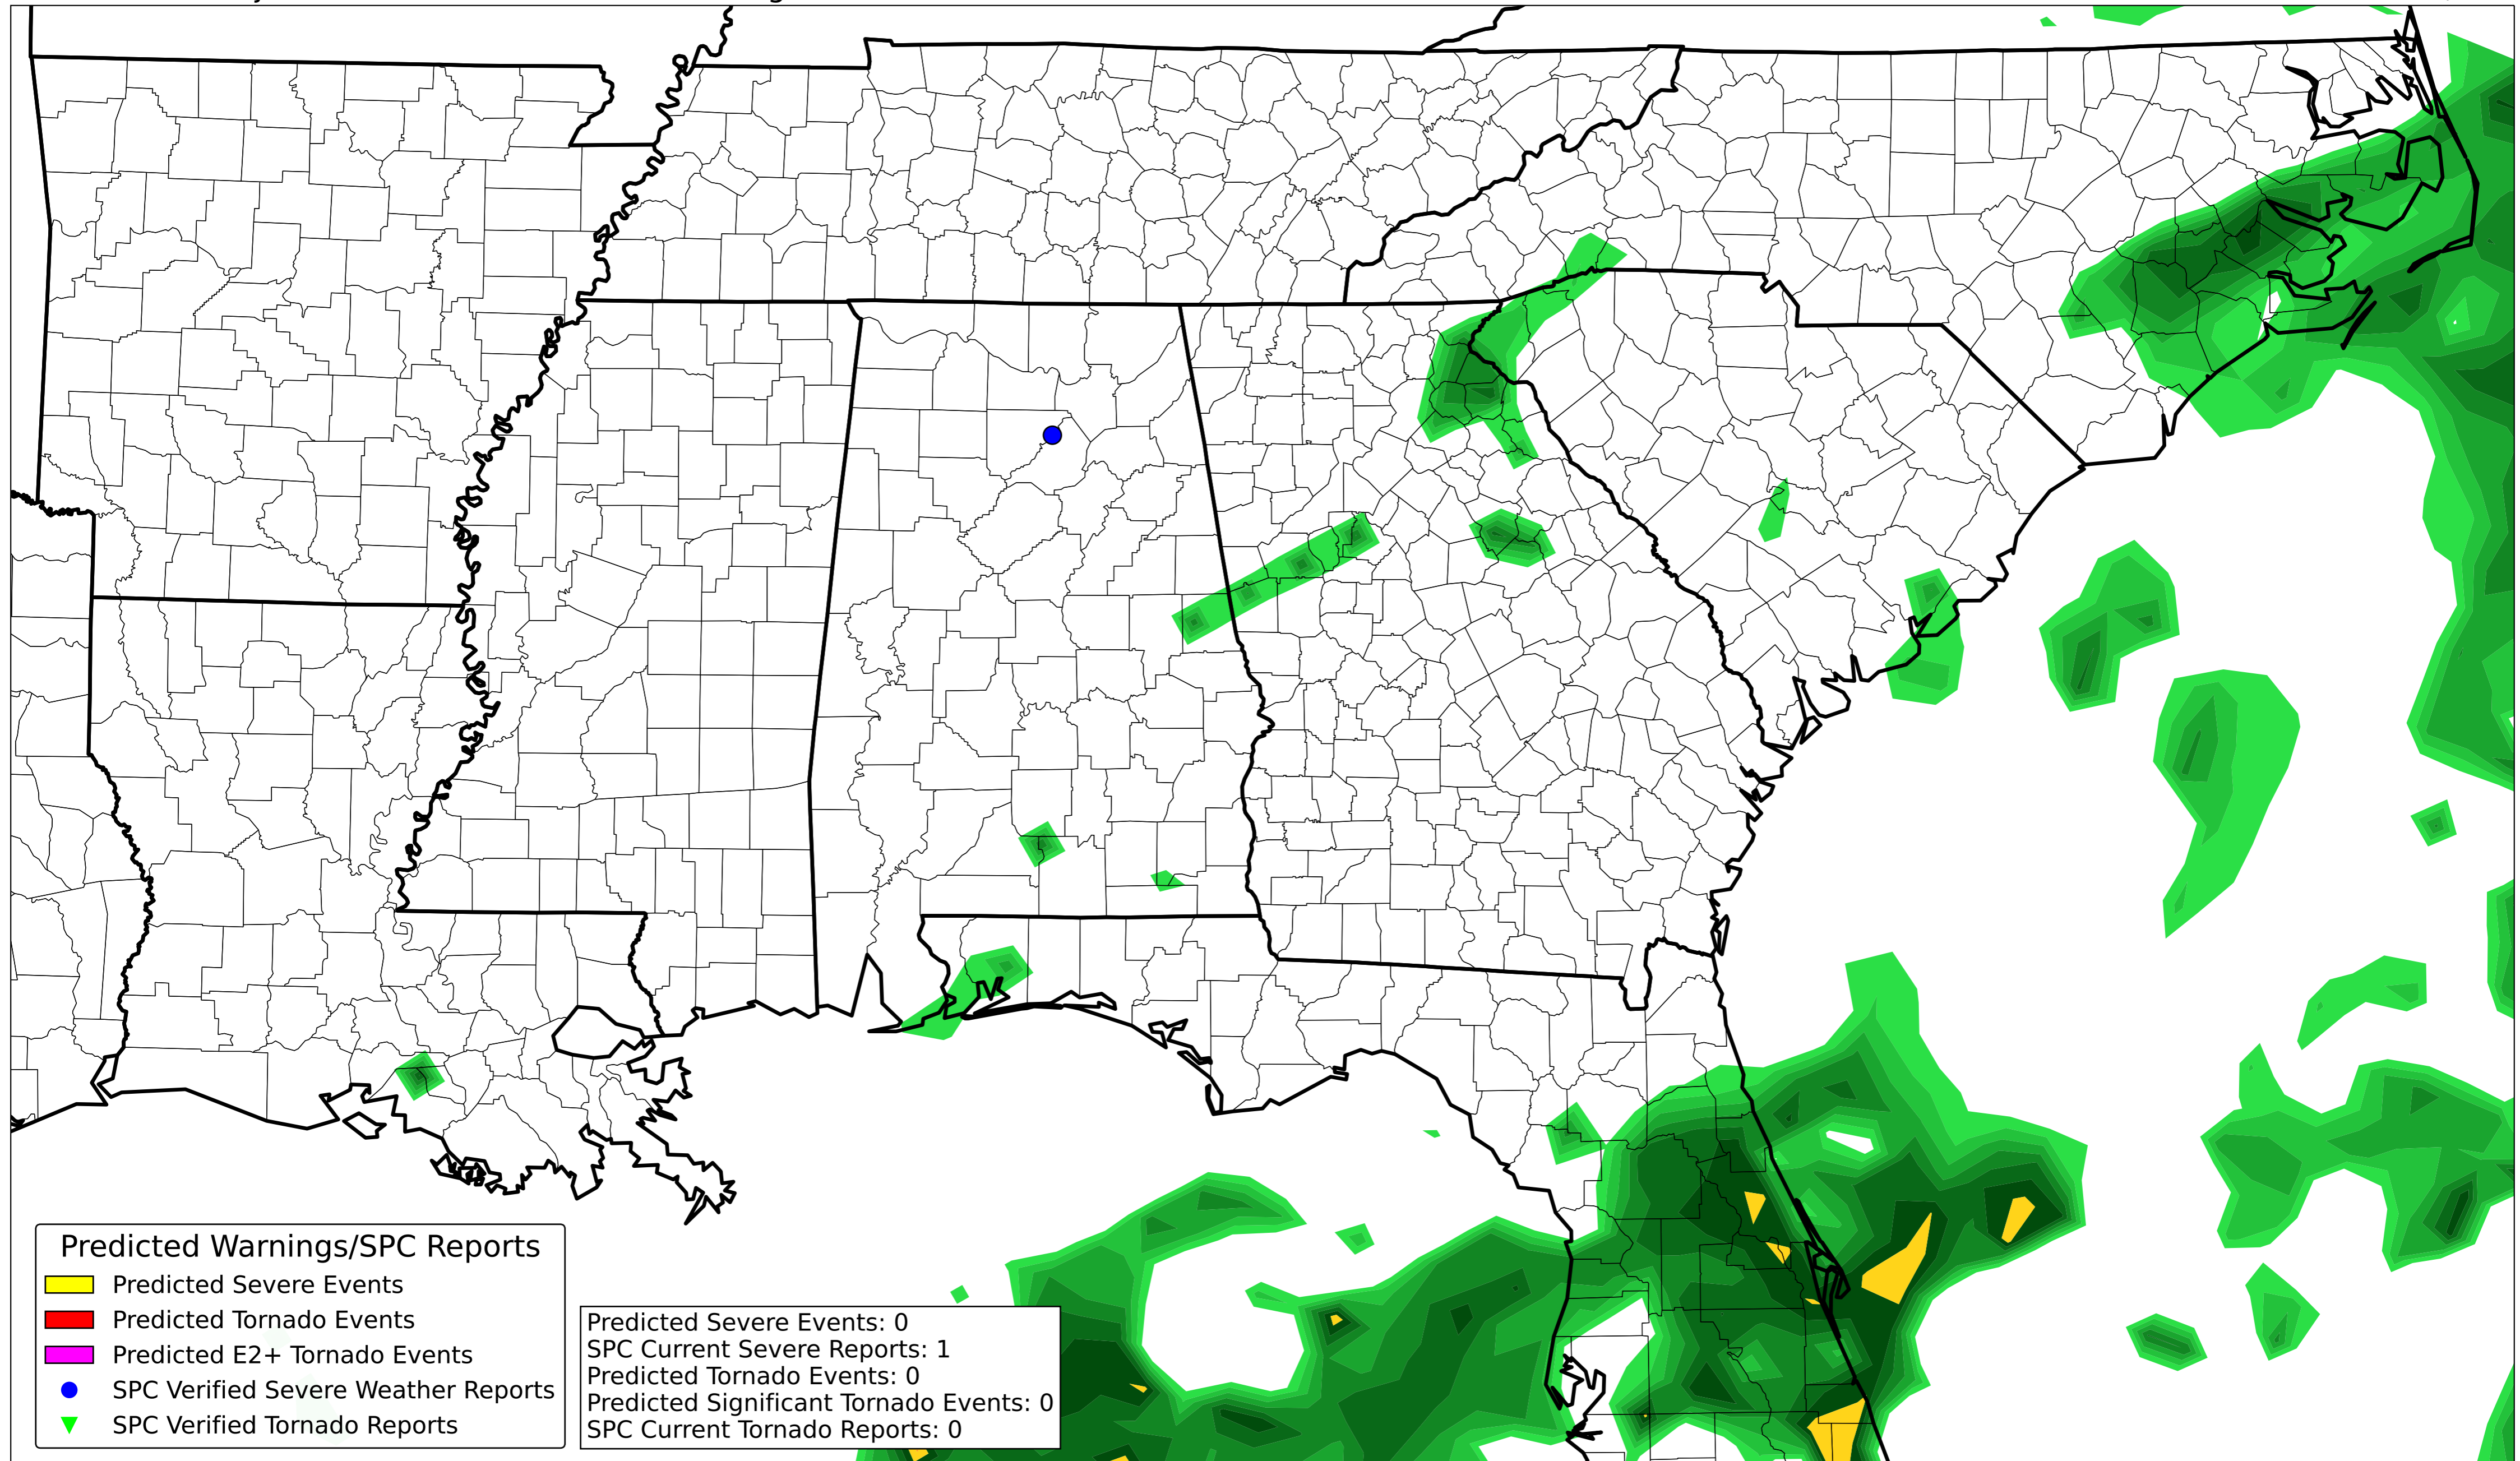 Predicted Warnings/SPC Reports
Predicted Severe Events
Predicted Tornado Events
Predicted E2+ Tornado Events
SPC Verified Severe Weather Reports
SPC Verified Tornado Reports
Predicted Severe Events: 0
SPC Current Severe Reports: 1
Predicted Tornado Events: 0
Predicted Significant Tornado Events: 0
SPC Current Tornado Reports: 0